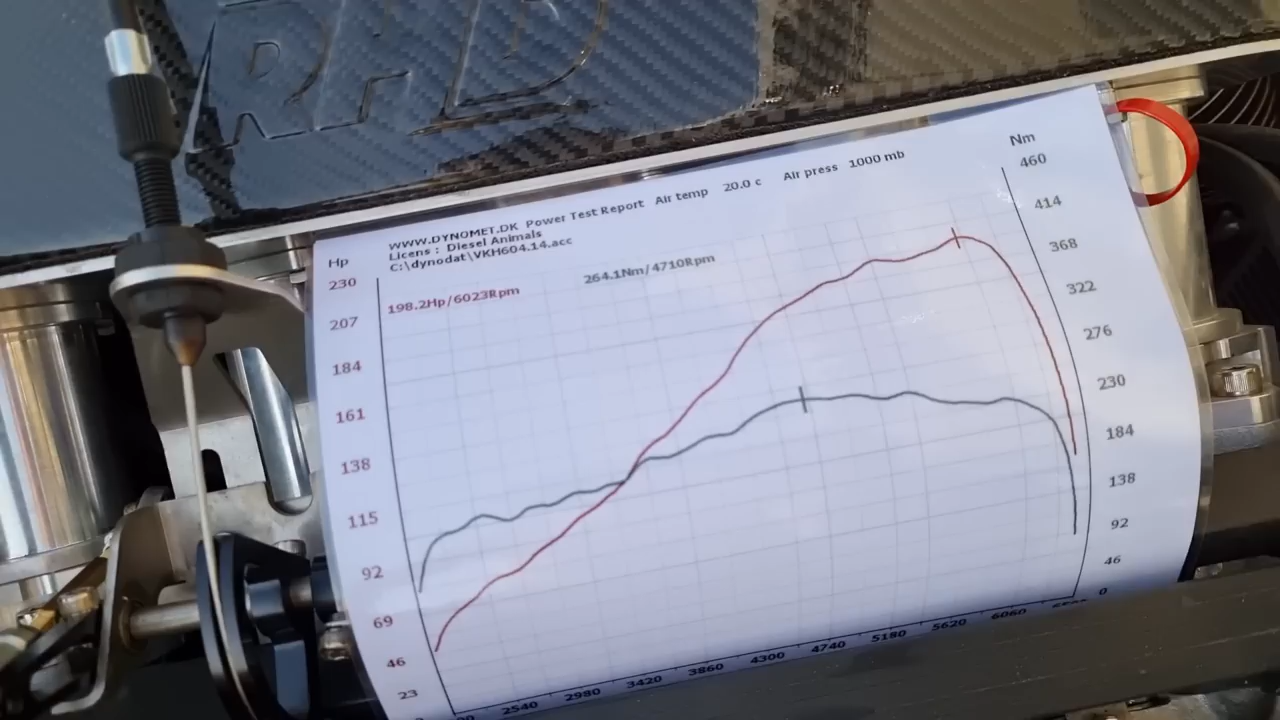 WWW.DYNOMET.DK Power Test Report Air temp 20.0 c Air press 1000 mb
Licens : Diesel Animals
C:\dynodat\VKH604.14.acc
Hp
Nm
198.2Hp/6023Rpm
264.1Nm/4710Rpm
230
207
184
161
138
115
92
69
46
23
460
414
368
322
276
230
184
138
92
46
0
2540 2980 3420 3860 4300 4740 5180 5620 6060